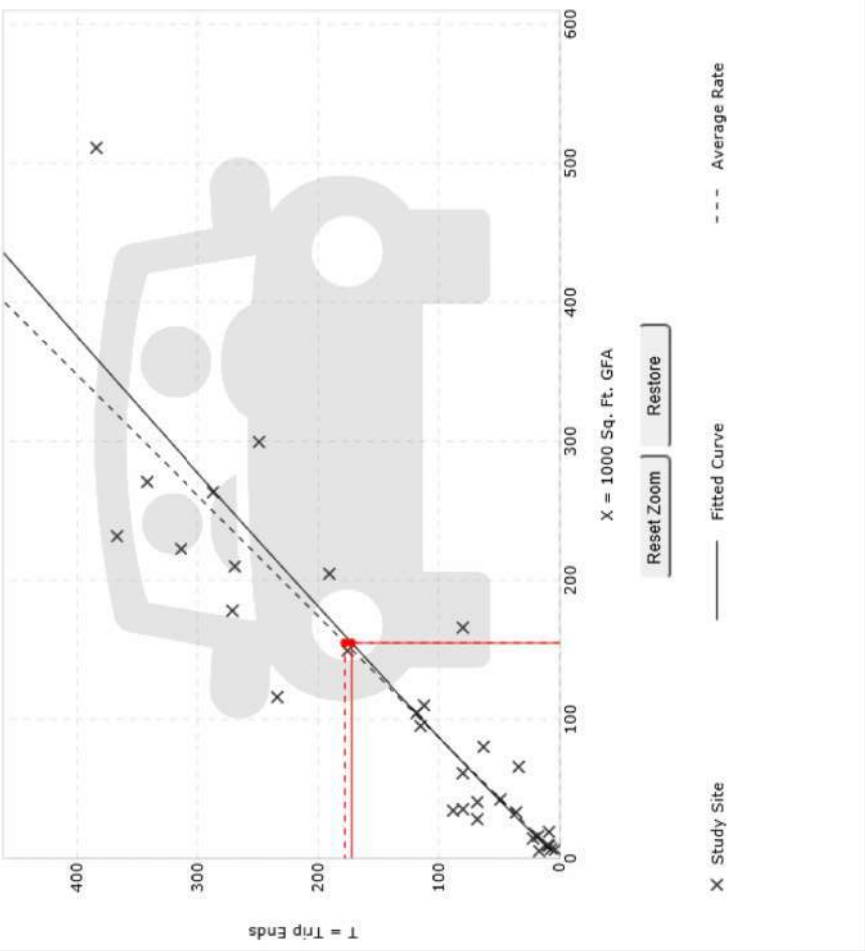 T = Trip Ends
400
300
200
100
0
0
100
200
300
400
500
600
X = 1000 Sq. Ft. GFA
Reset Zoom
Restore
Study Site
Fitted Curve
Average Rate